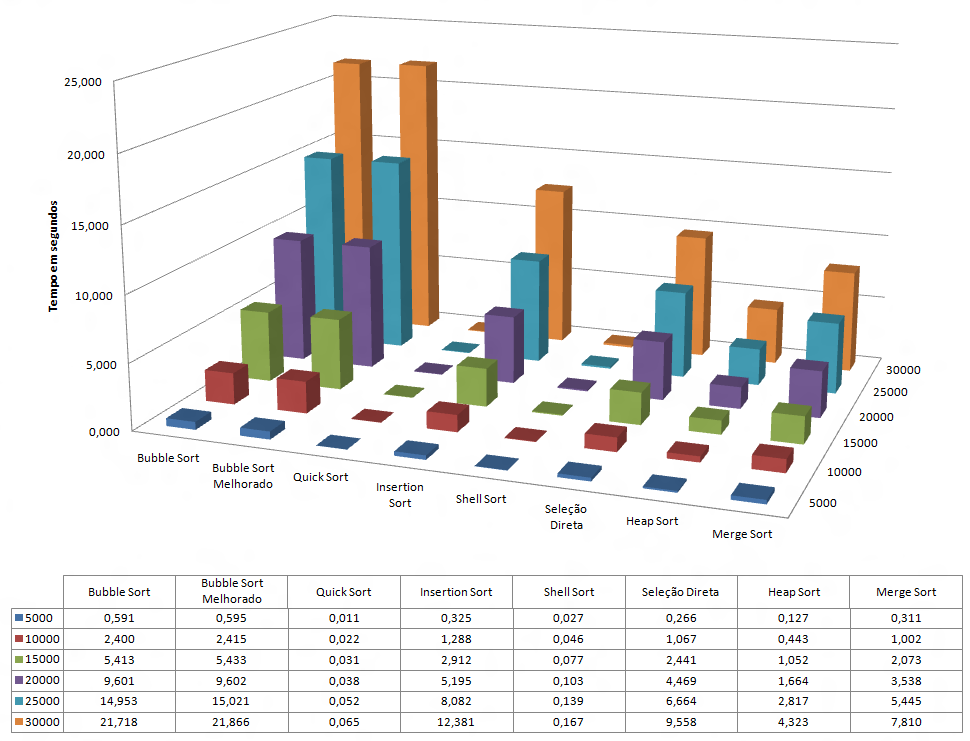 25,000
20,000
15,000
10,000
5,000
0,000
Tempo em segundos
30000
25000
20000
15000
10000
5000
Bubble Sort
Bubble Sort
Melhorado
Quick Sort
Insertion
Sort
Shell Sort
Seleção
Direta
Heap Sort
Merge Sort
Bubble Sort Bubble Sort Melhorado Quick Sort Insertion Sort Shell Sort Seleção Direta Heap Sort Merge Sort
5000 0,591 0,595 0,011 0,325 0,027 0,266 0,127 0,311
10000 2,400 2,415 0,022 1,288 0,046 1,067 0,443 1,002
15000 5,413 5,433 0,031 2,912 0,077 2,441 1,052 2,073
20000 9,601 9,602 0,038 5,195 0,103 4,469 1,664 3,538
25000 14,953 15,021 0,052 8,082 0,139 6,664 2,817 5,445
30000 21,718 21,866 0,065 12,381 0,167 9,558 4,323 7,810